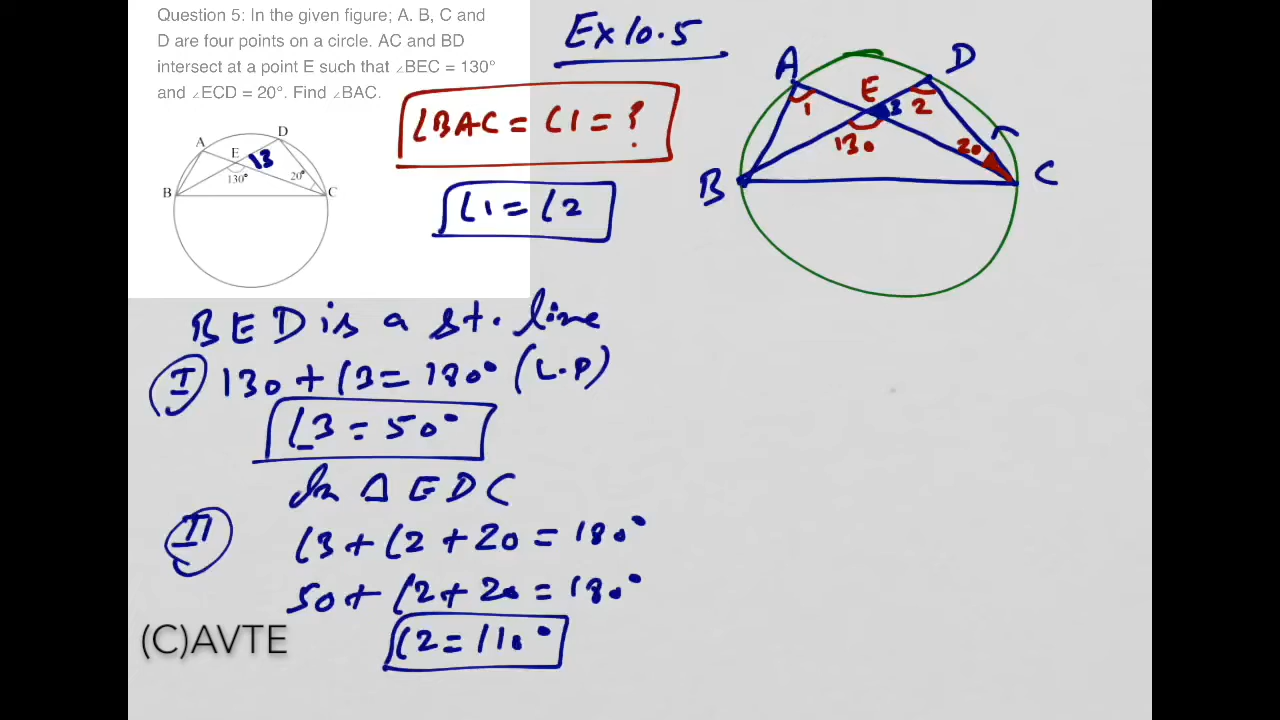 Question 5: In the given figure; A. B, C and
D are four points on a circle. AC and BD
intersect at a point E such that ∠BEC = 130°
and ∠ECD = 20°. Find ∠BAC.
A
D
E
∠3
130°
20°
B
C
Ex 10.5
∠BAC = ∠1 = ?
∠1 = ∠2
A
D
E
1
3
2
130
20
B
C
BED is a st. line
I 130 + ∠3 = 180° (L.P)
∠3 = 50°
In Δ EDC
II
∠3 + ∠2 + 20 = 180°
50 + ∠2 + 20 = 180°
∠2 = 110°
(C)AVTE